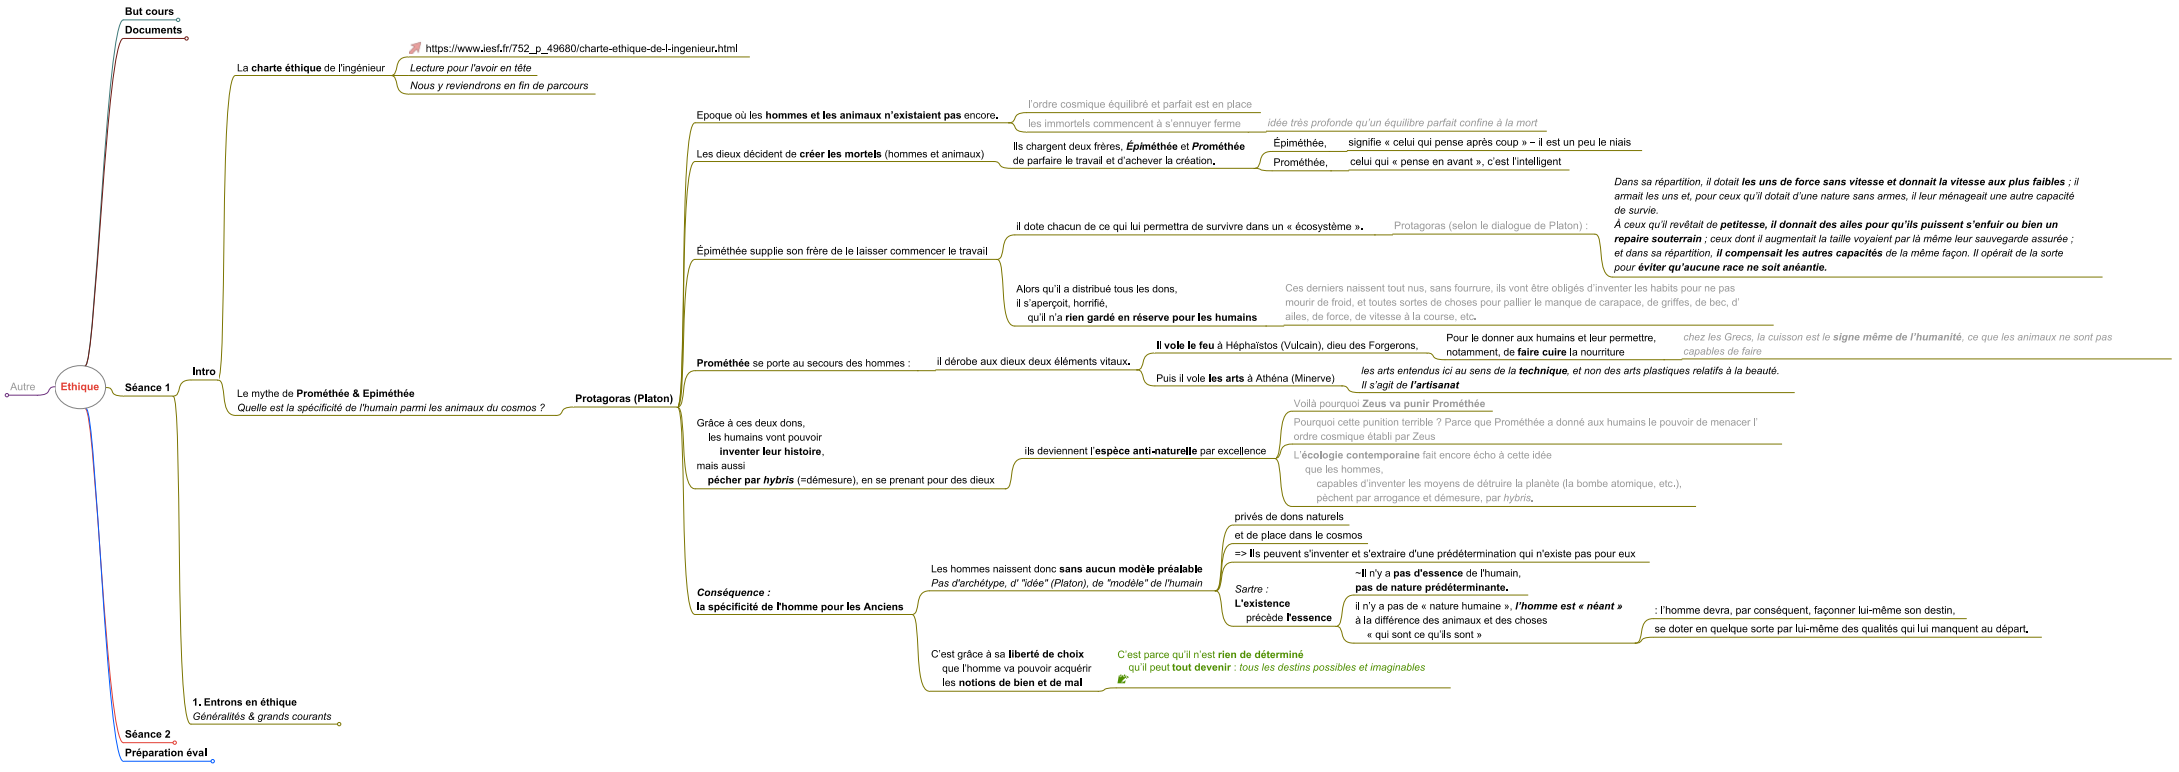 But cours
Documents
https://www.iesf.fr/752_p_49680/charte-ethique-de-l-ingenieur.html
La charte éthique de l'ingénieur
Lecture pour l'avoir en tête
Nous y reviendrons en fin de parcours
Epoque où les hommes et les animaux n'existaient pas encore.
l'ordre cosmique équilibré et parfait est en place
les immortels commencent à s'ennuyer ferme
idée très profonde qu'un équilibre parfait confine à la mort
Les dieux décident de créer les mortels (hommes et animaux)
Ils chargent deux frères, Épiméthée et Prométhée
de parfaire le travail et d'achever la création.
Épiméthée,
signifie « celui qui pense après coup » – il est un peu le niais
Prométhée,
celui qui « pense en avant », c'est l'intelligent
Épiméthée supplie son frère de le laisser commencer le travail
il dote chacun de ce qui lui permettra de survivre dans un « écosystème ».
Protagoras (selon le dialogue de Platon) :
Dans sa répartition, il dotait les uns de force sans vitesse et donnait la vitesse aux plus faibles ; il
armait les uns et, pour ceux qu'il dotait d'une nature sans armes, il leur ménageait une autre capacité
de survie.
À ceux qu'il revêtait de petitesse, il donnait des ailes pour qu'ils puissent s'enfuir ou bien un
repaire souterrain ; ceux dont il augmentait la taille voyaient par là même leur sauvegarde assurée ;
et dans sa répartition, il compensait les autres capacités de la même façon. Il opérait de la sorte
pour éviter qu'aucune race ne soit anéantie.
Alors qu'il a distribué tous les dons,
il s'aperçoit, horrifié,
qu'il n'a rien gardé en réserve pour les humains
Ces derniers naissent tout nus, sans fourrure, ils vont être obligés d'inventer les habits pour ne pas
mourir de froid, et toutes sortes de choses pour pallier le manque de carapace, de griffes, de bec, d'
ailes, de force, de vitesse à la course, etc.
Prométhée se porte au secours des hommes :
il dérobe aux dieux deux éléments vitaux.
Il vole le feu à Héphaïstos (Vulcain), dieu des Forgerons,
Pour le donner aux humains et leur permettre,
notamment, de faire cuire la nourriture
chez les Grecs, la cuisson est le signe même de l'humanité, ce que les animaux ne sont pas
capables de faire
Puis il vole les arts à Athéna (Minerve)
les arts entendus ici au sens de la technique, et non des arts plastiques relatifs à la beauté.
Il s'agit de l'artisanat
Autre
Ethique
Séance 1
Intro
Le mythe de Prométhée & Epiméthée
Quelle est la spécificité de l'humain parmi les animaux du cosmos ?
Protagoras (Platon)
Grâce à ces deux dons,
les humains vont pouvoir
inventer leur histoire,
mais aussi
pécher par hybris (=démesure), en se prenant pour des dieux
ils deviennent l'espèce anti-naturelle par excellence
Voilà pourquoi Zeus va punir Prométhée
Pourquoi cette punition terrible ? Parce que Prométhée a donné aux humains le pouvoir de menacer l'
ordre cosmique établi par Zeus
L'écologie contemporaine fait encore écho à cette idée
que les hommes,
capables d'inventer les moyens de détruire la planète (la bombe atomique, etc.),
pèchent par arrogance et démesure, par hybris.
Conséquence :
la spécificité de l'homme pour les Anciens
Les hommes naissent donc sans aucun modèle préalable
Pas d'archétype, d' "idée" (Platon), de "modèle" de l'humain
privés de dons naturels
et de place dans le cosmos
=> Ils peuvent s'inventer et s'extraire d'une prédétermination qui n'existe pas pour eux
Sartre :
L'existence
précède l'essence
~Il n'y a pas d'essence de l'humain,
pas de nature prédéterminante.
il n'y a pas de « nature humaine », l'homme est « néant »
à la différence des animaux et des choses
« qui sont ce qu'ils sont »
: l'homme devra, par conséquent, façonner lui-même son destin,
se doter en quelque sorte par lui-même des qualités qui lui manquent au départ.
C'est grâce à sa liberté de choix
que l'homme va pouvoir acquérir
les notions de bien et de mal
C'est parce qu'il n'est rien de déterminé
qu'il peut tout devenir : tous les destins possibles et imaginables
1. Entrons en éthique
Généralités & grands courants
Séance 2
Préparation éval